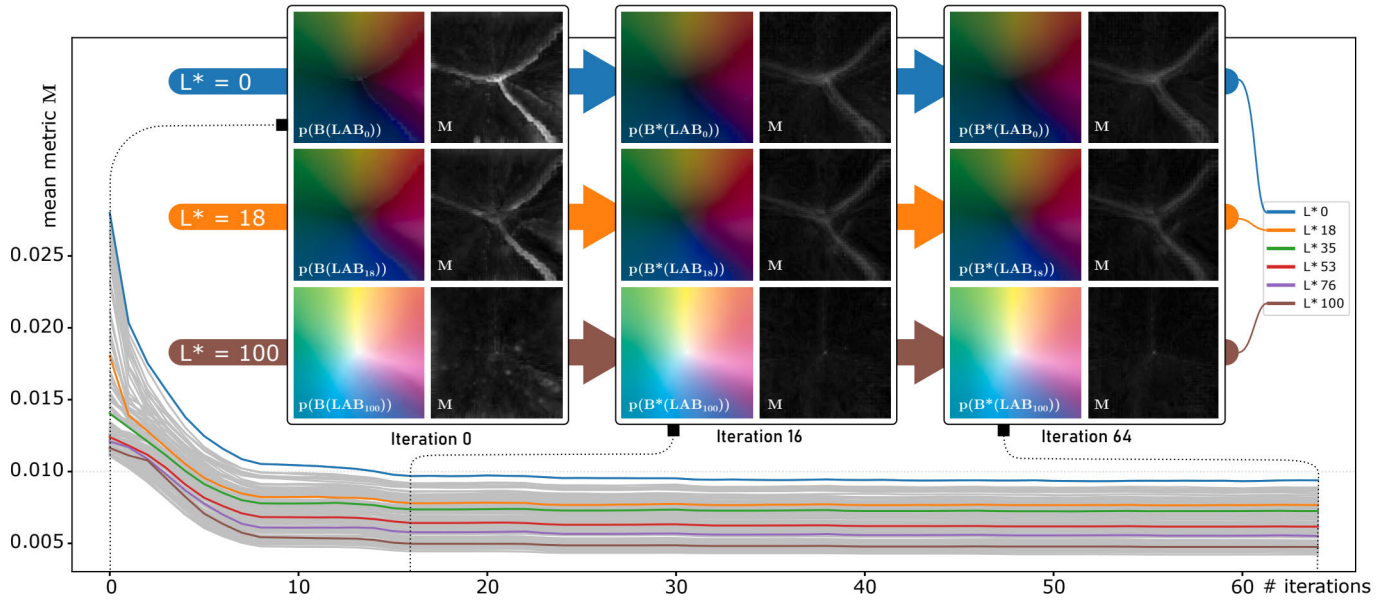 mean metric M
L* = 0
p(B(LAB₀))
M
p(B*(LAB₀))
M
p(B*(LAB₀))
M
L* = 18
p(B(LAB₁₈))
M
p(B*(LAB₁₈))
M
p(B*(LAB₁₈))
M
L* = 100
p(B(LAB₁₀₀))
M
p(B*(LAB₁₀₀))
M
p(B*(LAB₁₀₀))
M
Iteration 0
Iteration 16
Iteration 64
L* 0
L* 18
L* 35
L* 53
L* 76
L* 100
0.025
0.020
0.015
0.010
0.005
0
10
20
30
40
50
60
# iterations